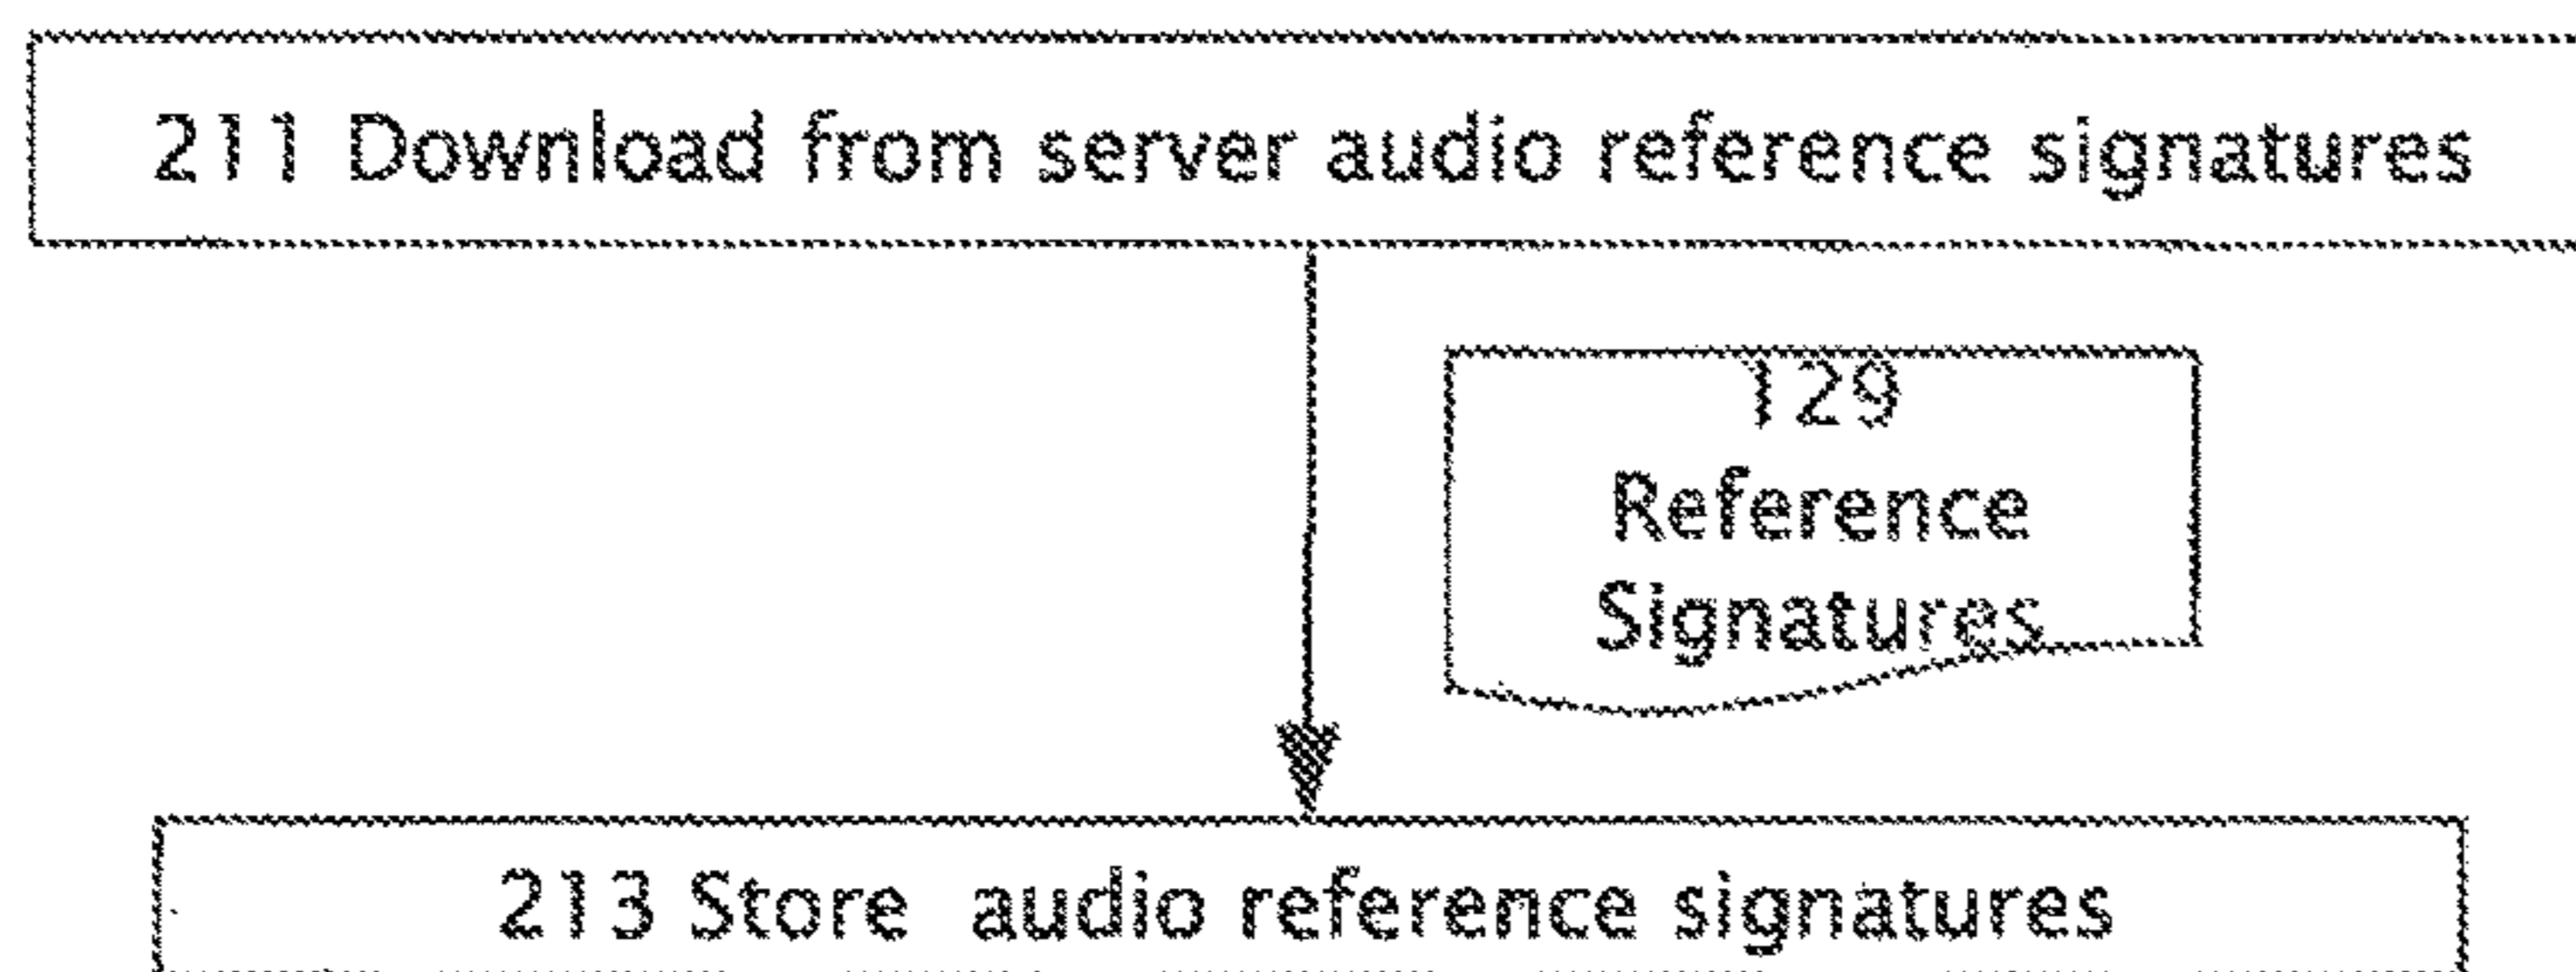 211 Download from server audio reference signatures
129
Reference
Signatures
213 Store audio reference signatures